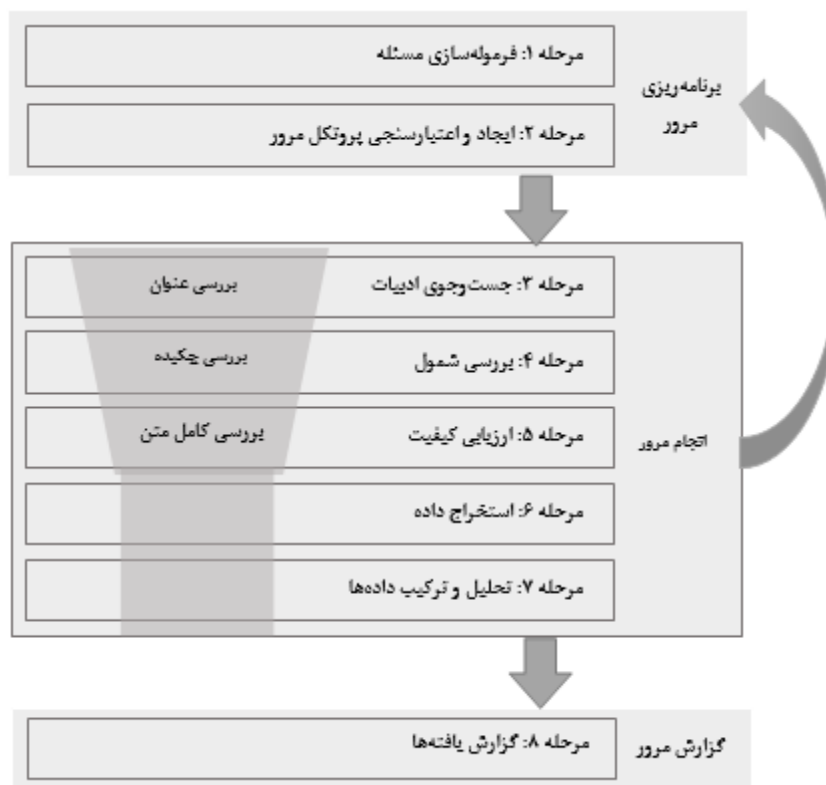 برنامه‌ریزی
مرور
مرحله ۱: فرموله‌سازی مسئله
مرحله ۲: ایجاد و اعتبارسنجی پروتکل مرور
انجام مرور
مرحله ۳: جست‌وجوی ادبیات
بررسی عنوان
مرحله ۴: بررسی شمول
بررسی چکیده
مرحله ۵: ارزیابی کیفیت
بررسی کامل متن
مرحله ۶: استخراج داده
مرحله ۷: تحلیل و ترکیب داده‌ها
گزارش مرور
مرحله ۸: گزارش یافته‌ها